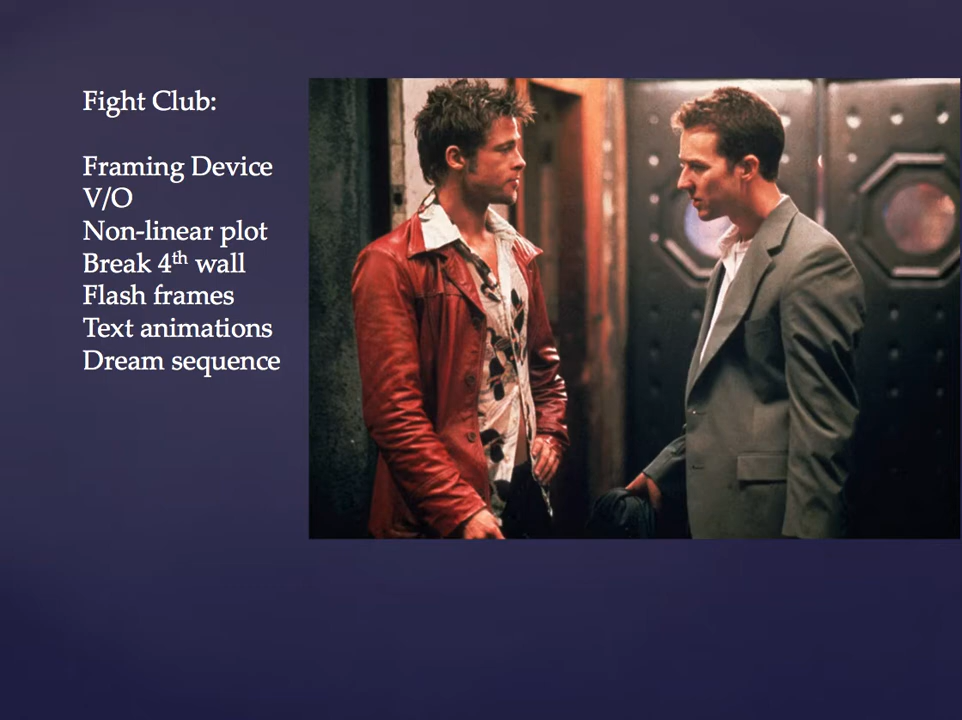 Fight Club:
Framing Device
V/O
Non-linear plot
Break 4th wall
Flash frames
Text animations
Dream sequence